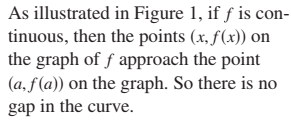 As illustrated in Figure 1, if f is con-
tinuous, then the points (x, f(x)) on
the graph of f approach the point
(a, f(a)) on the graph. So there is no
gap in the curve.